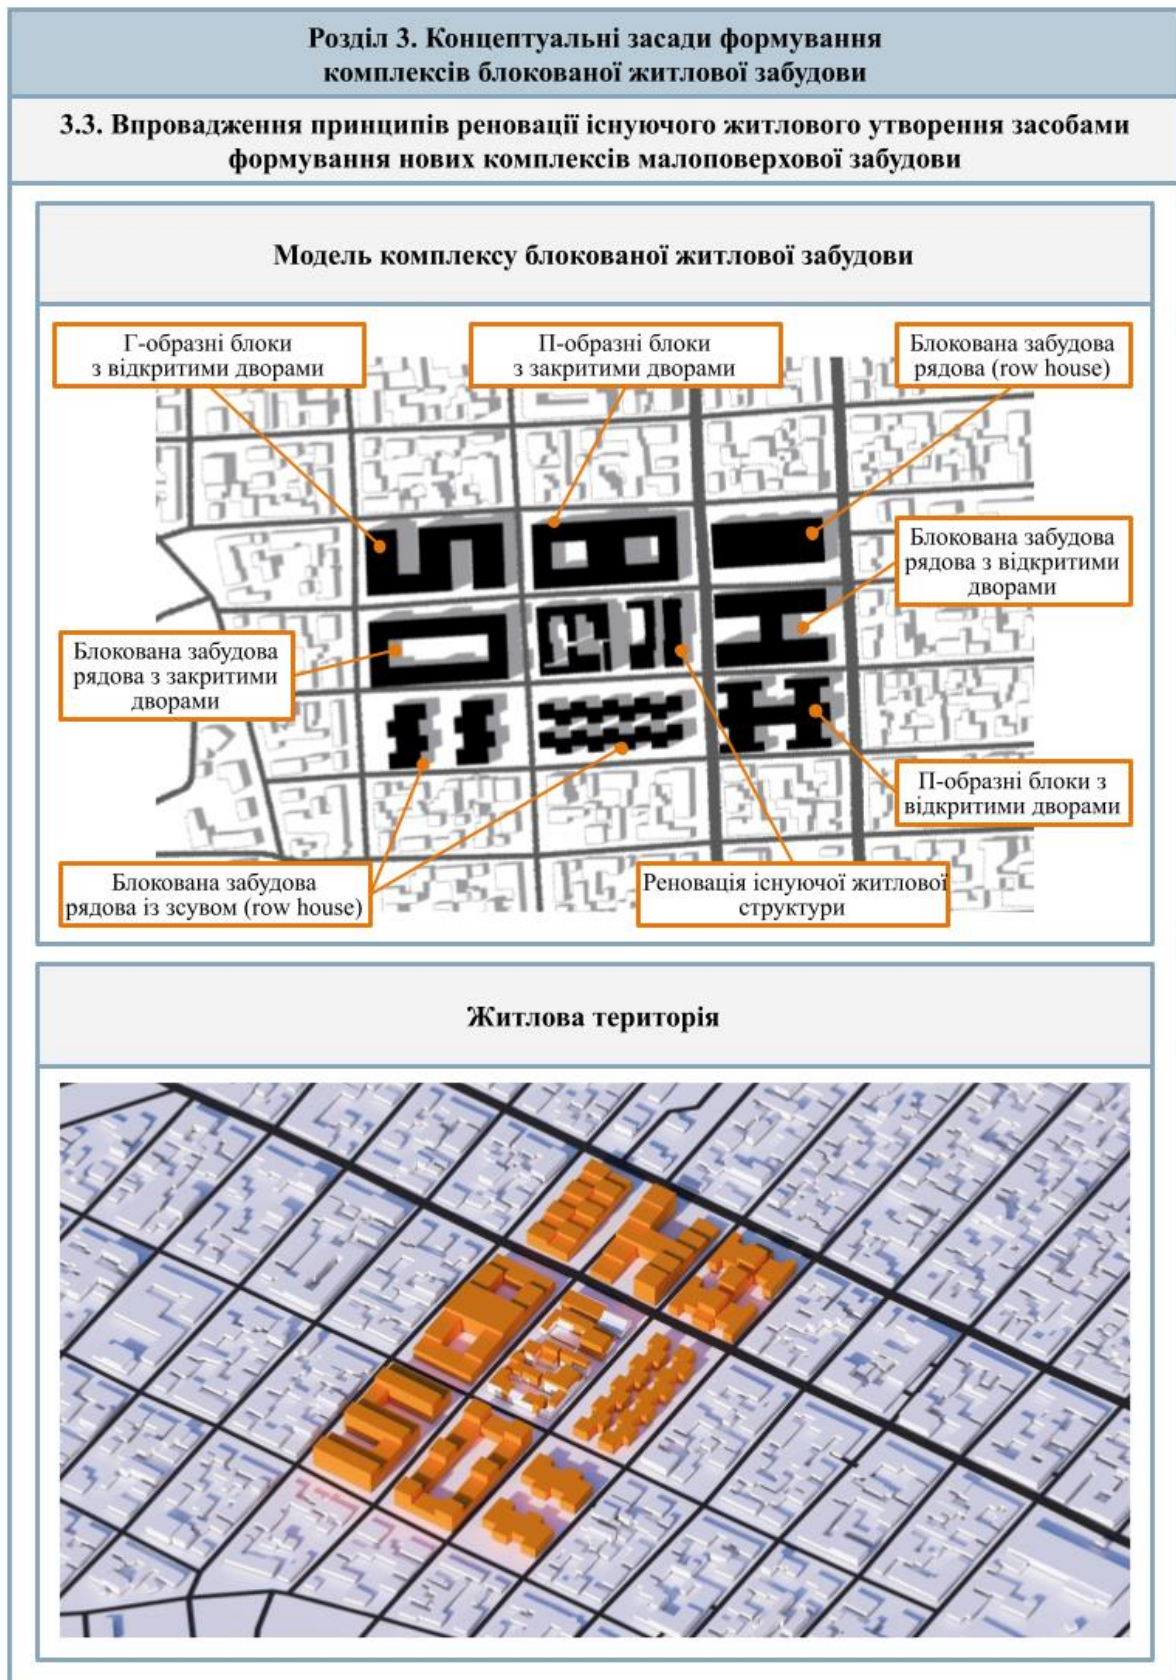 Розділ 3. Концептуальні засади формування
комплексів блокованої житлової забудови
3.3. Впровадження принципів реновації існуючого житлового утворення засобами
формування нових комплексів малоповерхової забудови
Модель комплексу блокованої житлової забудови
Г-образні блоки
з відкритими дворами
П-образні блоки
з закритими дворами
Блокована забудова
рядова (row house)
Блокована забудова
рядова з відкритими
дворами
Блокована забудова
рядова з закритими
дворами
П-образні блоки з
відкритими дворами
Блокована забудова
рядова із зсувом (row house)
Реновація існуючої житлової
структури
Житлова територія